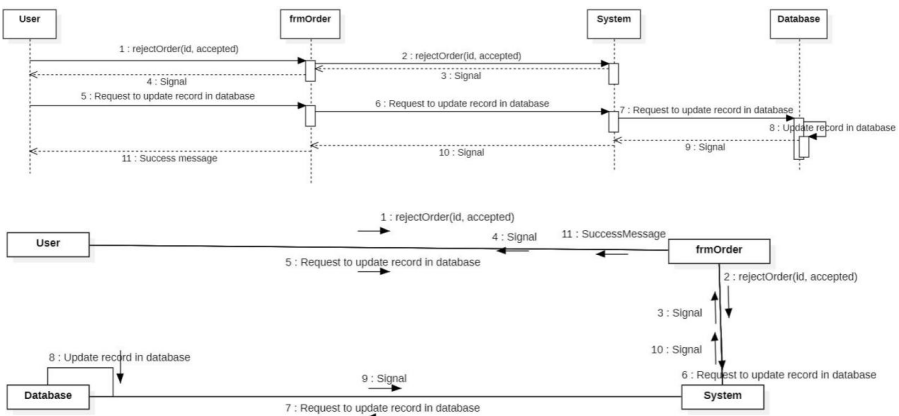 User frmOrder System Database
1 : rejectOrder(id, accepted)
2 : rejectOrder(id, accepted)
3 : Signal
4 : Signal
5 : Request to update record in database
6 : Request to update record in database
7 : Request to update record in database
8 : Update record in database
9 : Signal
10 : Signal
11 : Success message
1 : rejectOrder(id, accepted)
User
4 : Signal
11 : SuccessMessage
frmOrder
5 : Request to update record in database
2 : rejectOrder(id, accepted)
3 : Signal
10 : Signal
8 : Update record in database
9 : Signal
6 : Request to update record in database
Database
System
7 : Request to update record in database